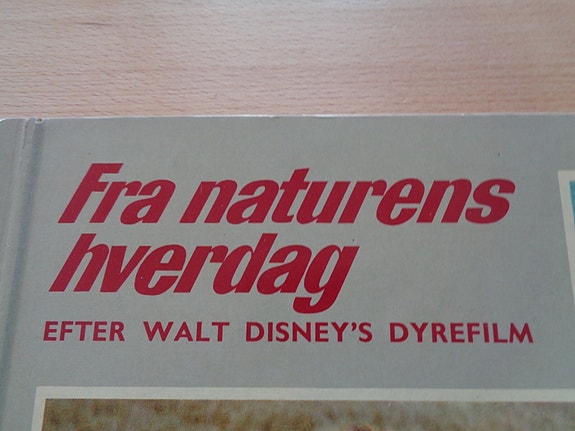 Fra naturens
hverdag
EFTER WALT DISNEY'S DYREFILM